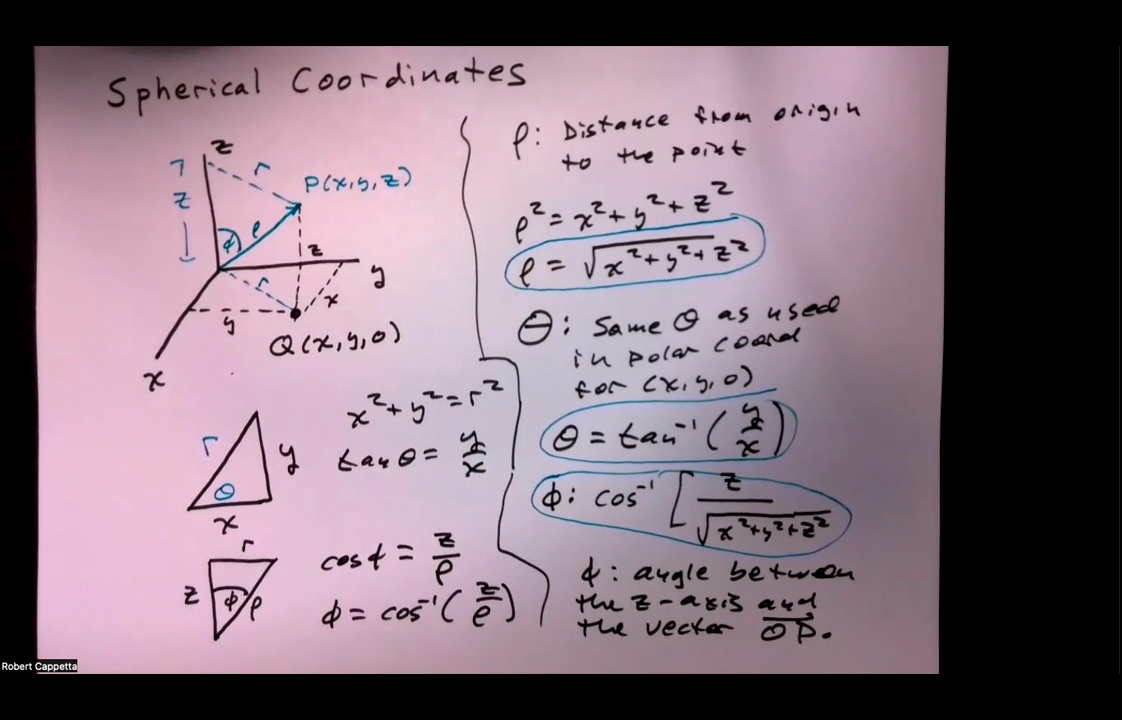 Spherical Coordinates
z
r
P(x,y,z)
z
ϕ
ρ
z
y
r
x
y
Q(x,y,0)
x
x²+y²=r²
r
y
θ
x
tan θ = y/x
r
z
ϕ
ρ
cos ϕ = z/ρ
ϕ = cos⁻¹(z/ρ)
ρ: Distance from origin
to the point
ρ² = x²+y²+z²
ρ = √x²+y²+z²
θ: Same θ as used
in polar coord
for (x,y,0)
θ = tan⁻¹(y/x)
ϕ: cos⁻¹[z/√x²+y²+z²
ϕ: angle between
the z-axis and
the vector OP.
Robert Cappetta